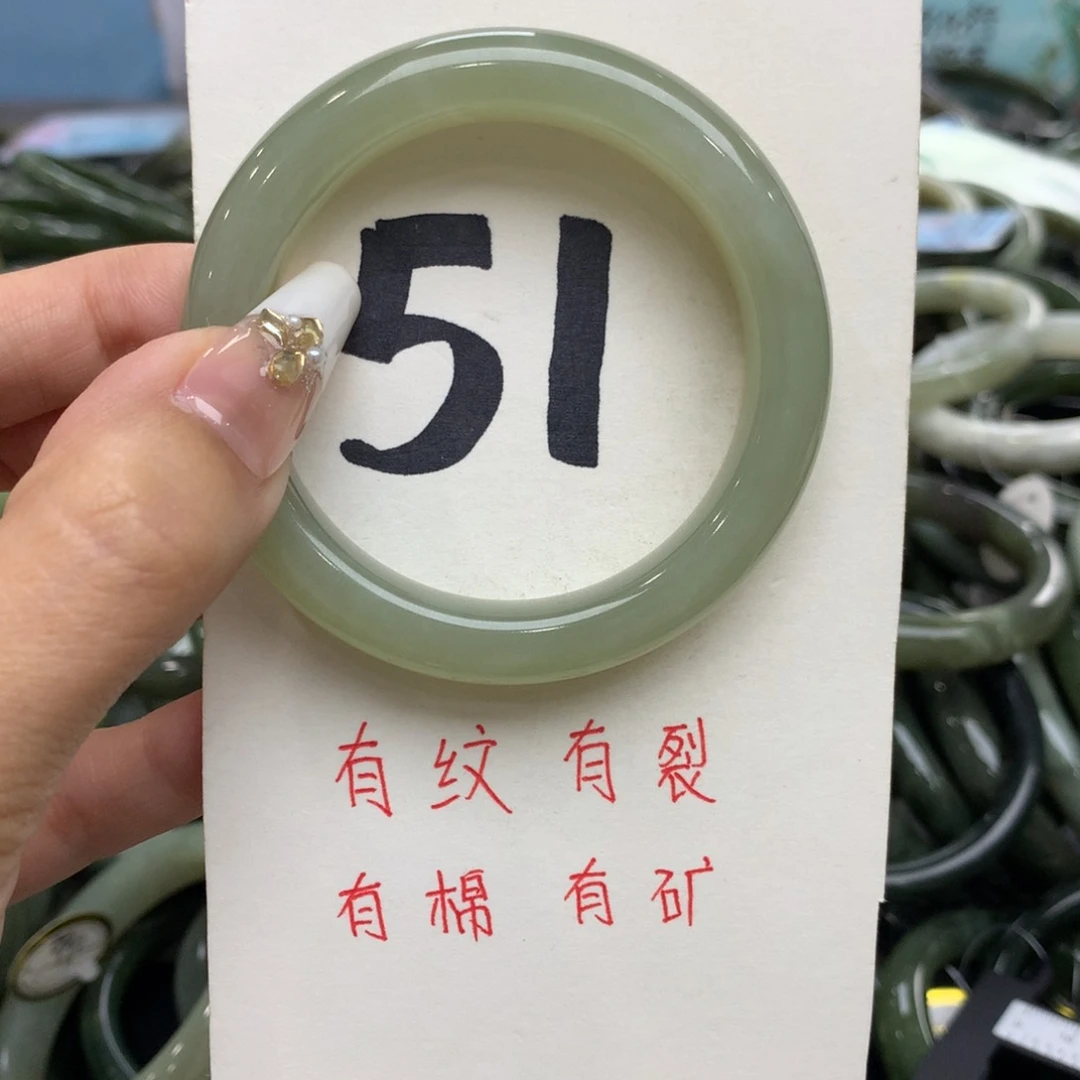 51
有纹 有裂
有棉 有矿